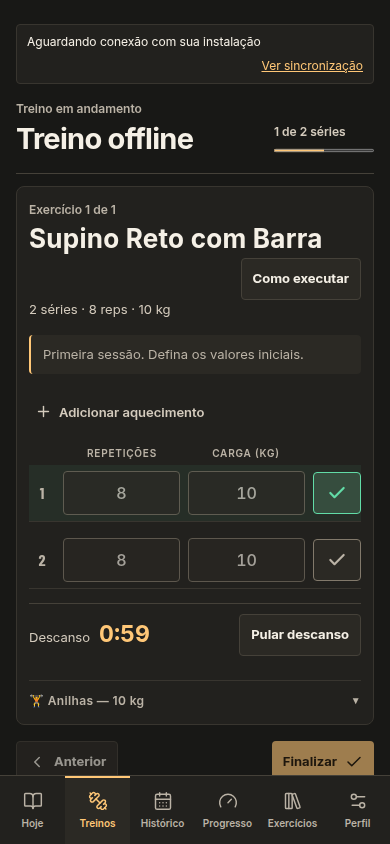 Aguardando conexão com sua instalação
Ver sincronização
Treino em andamento
Treino offline
1 de 2 séries
Exercício 1 de 1
Supino Reto com Barra
Como executar
2 séries · 8 reps · 10 kg
Primeira sessão. Defina os valores iniciais.
Adicionar aquecimento
REPETIÇÕES CARGA (KG)
1 8 10
2 8 10
Descanso 0:59 Pular descanso
Anilhas — 10 kg
Anterior Finalizar
Hoje Treinos Histórico Progresso Exercícios Perfil